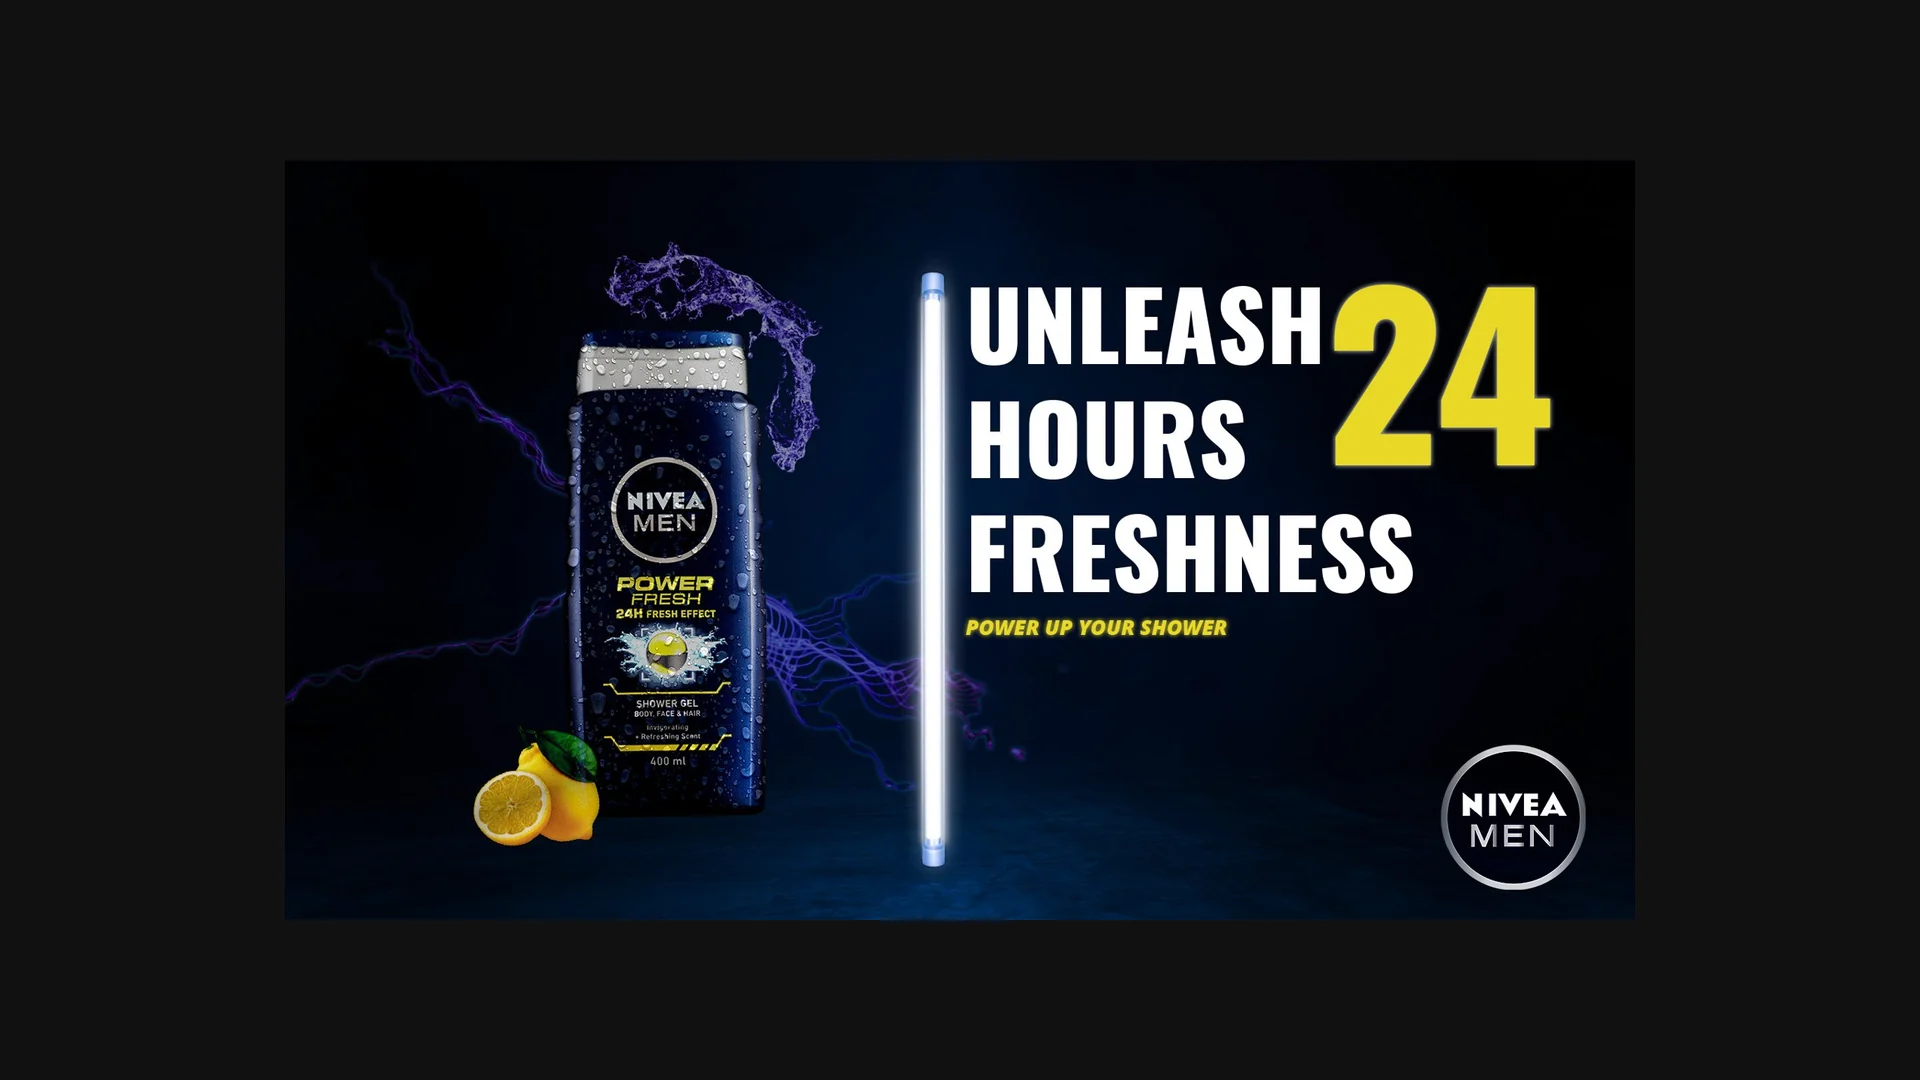 NIVEA
MEN
POWER
FRESH
24H FRESH EFFECT
SHOWER GEL
BODY, FACE & HAIR
Invigorating
+ Refreshing Scent
400 ml
UNLEASH 24
HOURS
FRESHNESS
POWER UP YOUR SHOWER
NIVEA
MEN